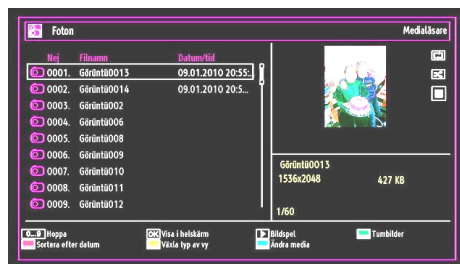 Foton Medialäsare
Nej Filnamn Datum/tid
0001. Görüntü0013 09.01.2010 20:55:..
0002. Görüntü0014 09.01.2010 20:5...
0003. Görüntü002
0004. Görüntü006
0005. Görüntü008
0006. Görüntü009
0007. Görüntü010
0008. Görüntü011
0009. Görüntü012
Görüntü0013
1536x2048 427 KB
1/60
0...9 Hoppa OK Visa i helskärm Bildspel Tumbilder
Sortera efter datum Växla typ av vy Ändra media